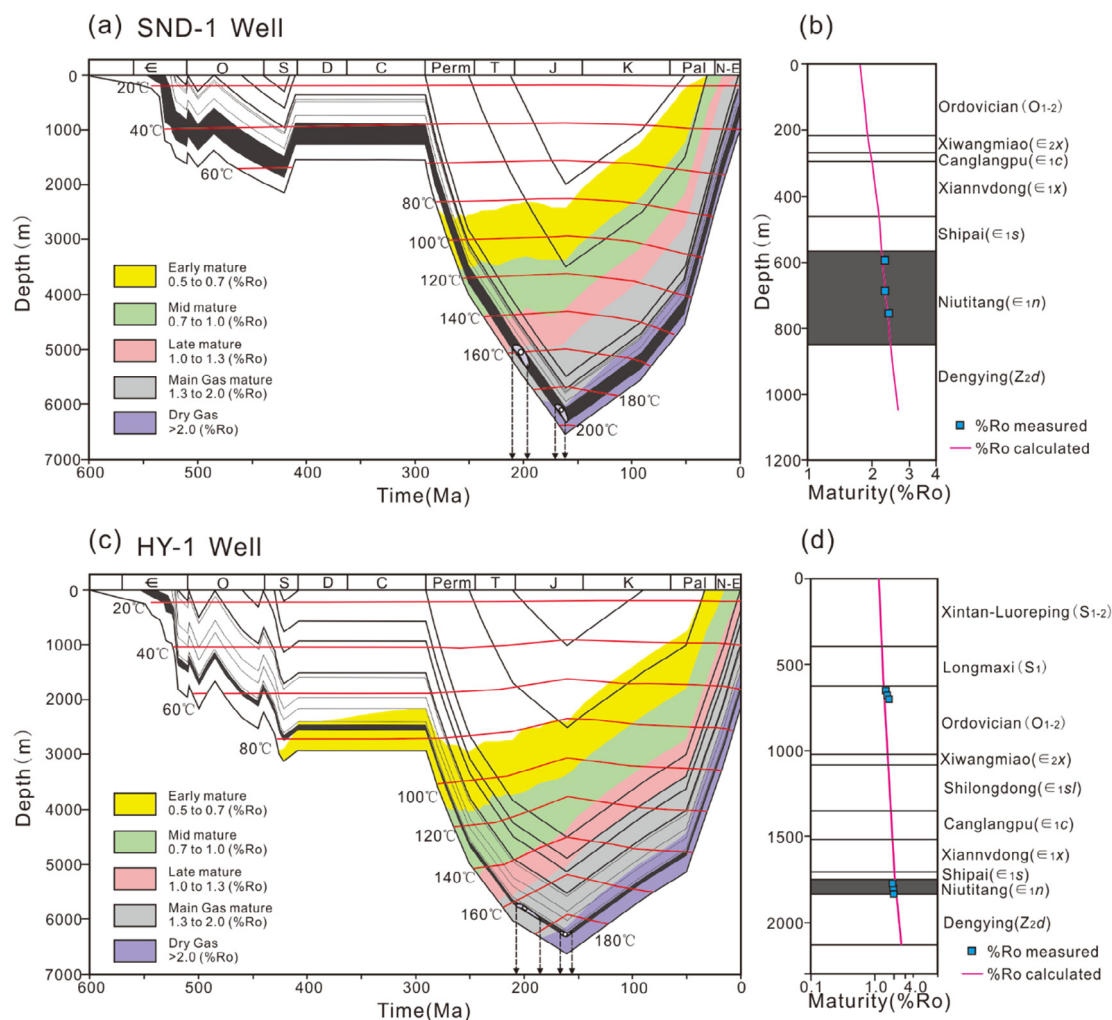 (a) SND-1 Well
Є O S D C Perm T J K Pal N-E
0
1000
2000
3000
4000
5000
6000
7000
Depth (m)
20℃
40℃
60℃
80℃
100℃
120℃
140℃
160℃
180℃
200℃
Early mature
0.5 to 0.7 (%Ro)
Mid mature
0.7 to 1.0 (%Ro)
Late mature
1.0 to 1.3 (%Ro)
Main Gas mature
1.3 to 2.0 (%Ro)
Dry Gas
>2.0 (%Ro)
600 500 400 300 200 100 0
Time(Ma)
(b)
0
200
400
600
800
1000
1200
Depth (m)
Ordovician (O1-2)
Xiwangmiao(∈2x)
Canglangpu(∈1c)
Xiannvdong(∈1x)
Shipai(∈1s)
Niutitang(∈1n)
Dengying(Z2d)
%Ro measured
%Ro calculated
1 2 3 4
Maturity(%Ro)
(c) HY-1 Well
Є O S D C Perm T J K Pal N-E
0
1000
2000
3000
4000
5000
6000
7000
Depth (m)
20℃
40℃
60℃
80℃
100℃
120℃
140℃
160℃
180℃
Early mature
0.5 to 0.7 (%Ro)
Mid mature
0.7 to 1.0 (%Ro)
Late mature
1.0 to 1.3 (%Ro)
Main Gas mature
1.3 to 2.0 (%Ro)
Dry Gas
>2.0 (%Ro)
600 500 400 300 200 100 0
Time(Ma)
(d)
0
500
1000
1500
2000
Depth (m)
Xintan-Luoreping (S1-2)
Longmaxi (S1)
Ordovician (O1-2)
Xiwangmiao(∈2x)
Shilongdong(∈1sl)
Canglangpu(∈1c)
Xiannvdong(∈1x)
Shipai(∈1s)
Niutitang(∈1n)
Dengying(Z2d)
%Ro measured
%Ro calculated
0.1 1.0 4.0
Maturity(%Ro)